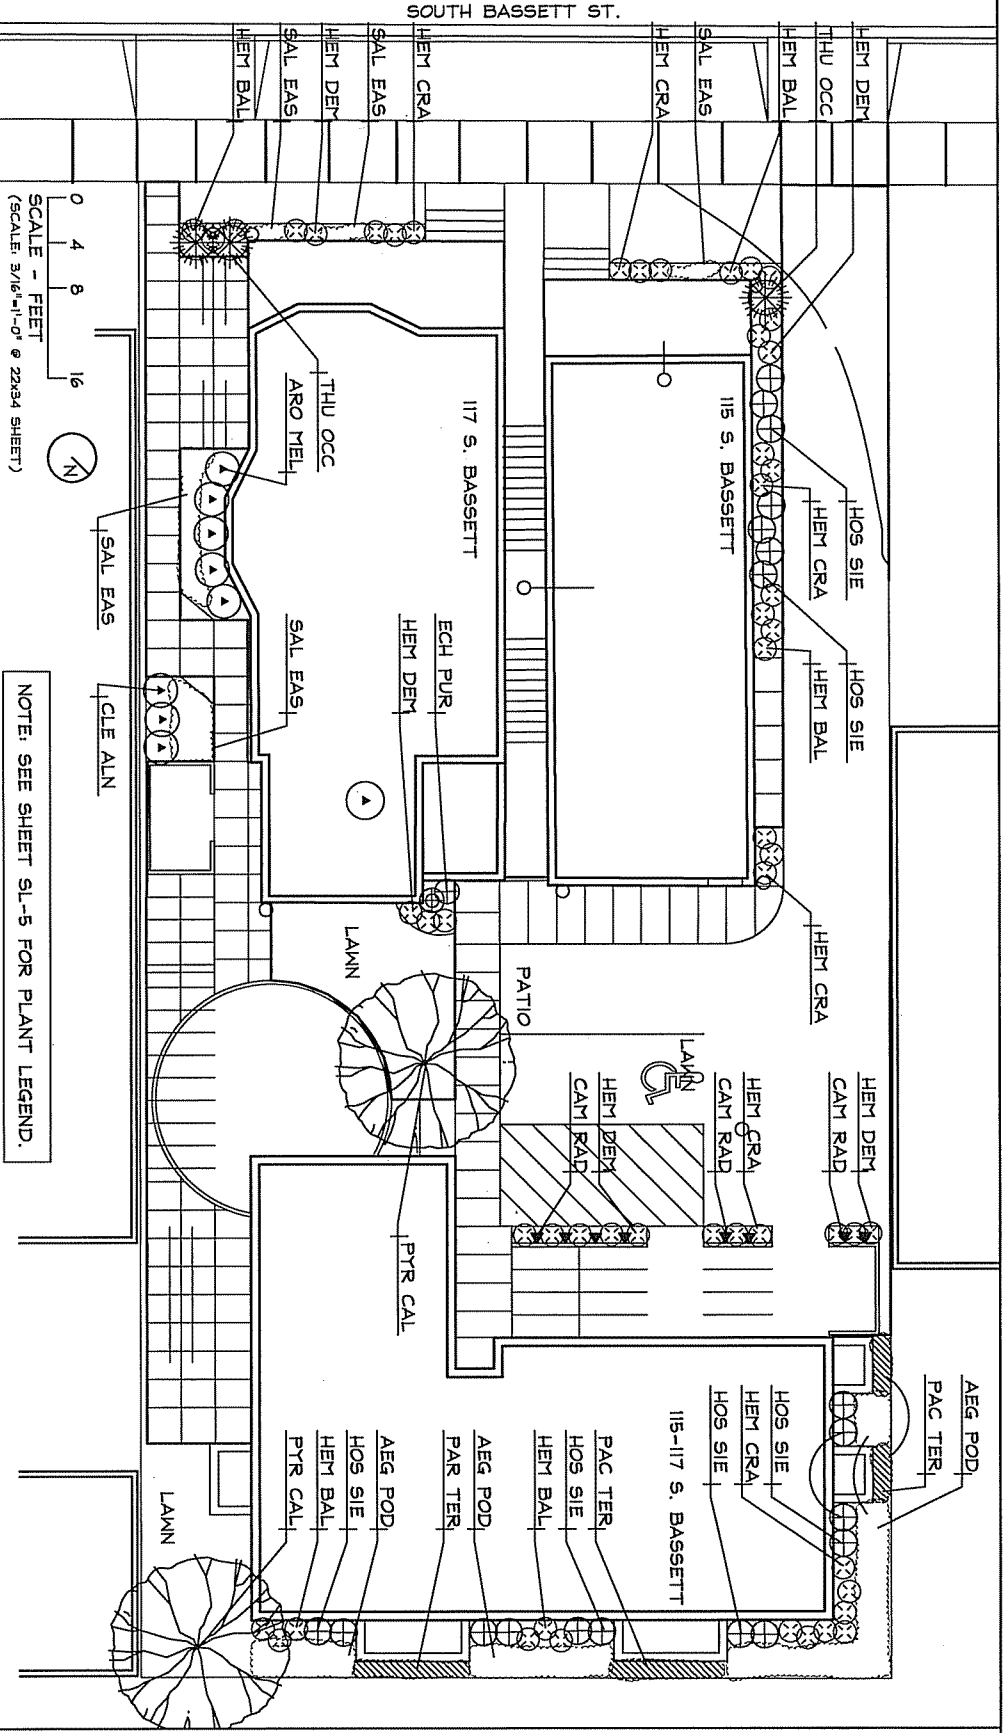 SOUTH BASSETT ST.
HEM BAL
SAL EAS
HEM DEM
SAL EAS
HEM CRA
HEM CRA
SAL EAS
HEM BAL
THU OCC
HEM DEM
0 4 8 16
SCALE - FEET
(SCALE: 3/16"=1'-0" @ 22x34 SHEET)
N
THU OCC
ARO MEL
117 S. BASSETT
115 S. BASSETT
HOS SIE
HEM CRA
SAL EAS
SAL EAS
HEM DEM
ECH PUR
HOS SIE
HEM BAL
CLE ALN
NOTE: SEE SHEET SL-5 FOR PLANT LEGEND.
LAWN
PATIO
HEM CRA
LAWN
HEM DEM
CAM RAD
HEM CRA
CAM RAD
HEM DEM
CAM RAD
PYR CAL
AEG POD
PAC TER
HOS SIE
HEM CRA
HOS SIE
115-117 S. BASSETT
PAC TER
HOS SIE
HEM BAL
AEG POD
PAR TER
AEG POD
HOS SIE
HEM BAL
PYR CAL
LAWN